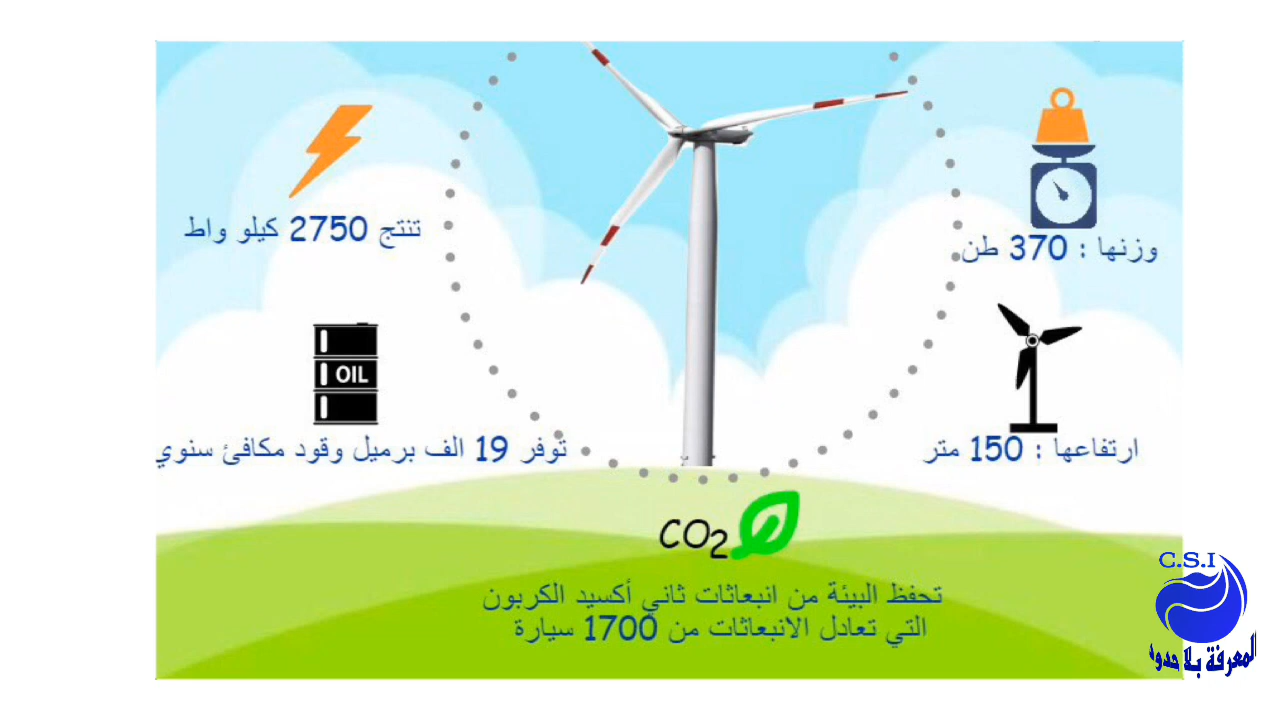 وزنها : 370 طن
تنتج 2750 كيلو واط
OIL
ارتفاعها : 150 متر
توفر 19 الف برميل وقود مكافئ سنوي
CO2
تحفظ البيئة من انبعاثات ثاني أكسيد الكربون
التي تعادل الانبعاثات من 1700 سيارة
C.S.I
المعرفة بلا حدود